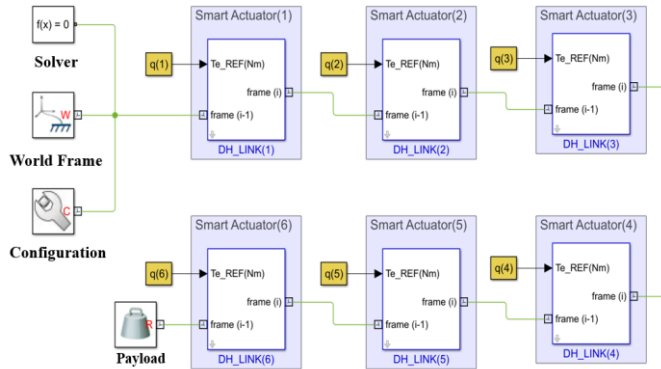 f(x) = 0
Solver
W
World Frame
C
Configuration
Smart Actuator(1)
q(1)
Te_REF(Nm)
frame (i)
frame (i-1)
DH_LINK(1)
Smart Actuator(2)
q(2)
Te_REF(Nm)
frame (i)
frame (i-1)
DH_LINK(2)
Smart Actuator(3)
q(3)
Te_REF(Nm)
frame (i)
frame (i-1)
DH_LINK(3)
Smart Actuator(6)
q(6)
Te_REF(Nm)
frame (i)
frame (i-1)
DH_LINK(6)
R
Payload
Smart Actuator(5)
q(5)
Te_REF(Nm)
frame (i)
frame (i-1)
DH_LINK(5)
Smart Actuator(4)
q(4)
Te_REF(Nm)
frame (i)
frame (i-1)
DH_LINK(4)